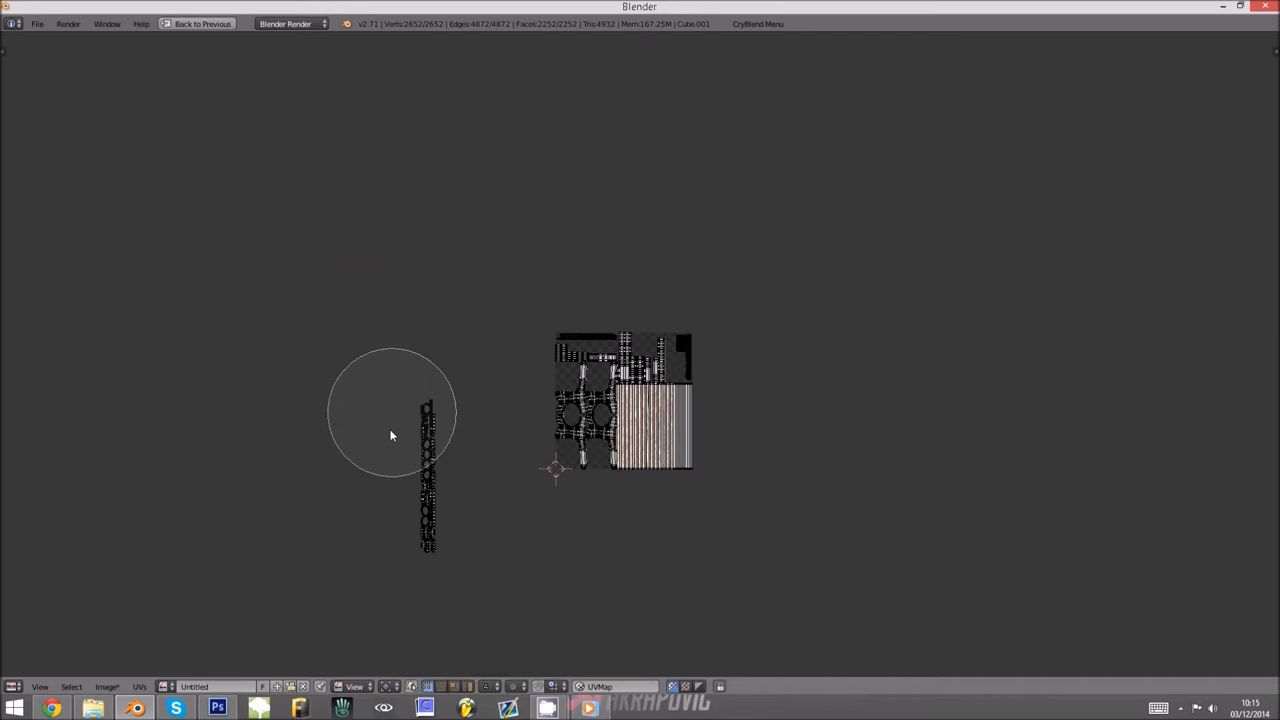 Blender
File Render Window Help Back to Previous Blender Render v2.71 | Verts:2652/2652 | Edges:4872/4872 | Faces:2252/2252 | Tris:4932 | Mem:167.25M | Cube.001 CryBlend Menu
View Select Image* UVs Untitled F View UVMap
AKRAPOVIC
10:15
03/12/2014